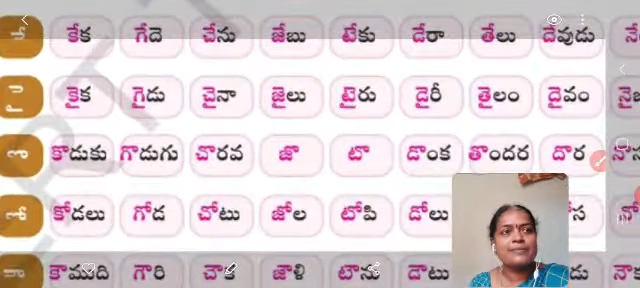 ే కేక గేదె చేను జేబు టేకు డేరా తేలు దేవుడు
ై కైక గైడు చైనా జైలు టైరు డైరీ తైలం దైవం
ొ కొడుకు గొడుగు చొరవ జొ టొ డొంక తొందర దొర
ో కోడలు గోడ చోటు జోల టోపి డోలు
ౌ కౌముది గౌరి చౌక జౌళి టౌను డౌటు